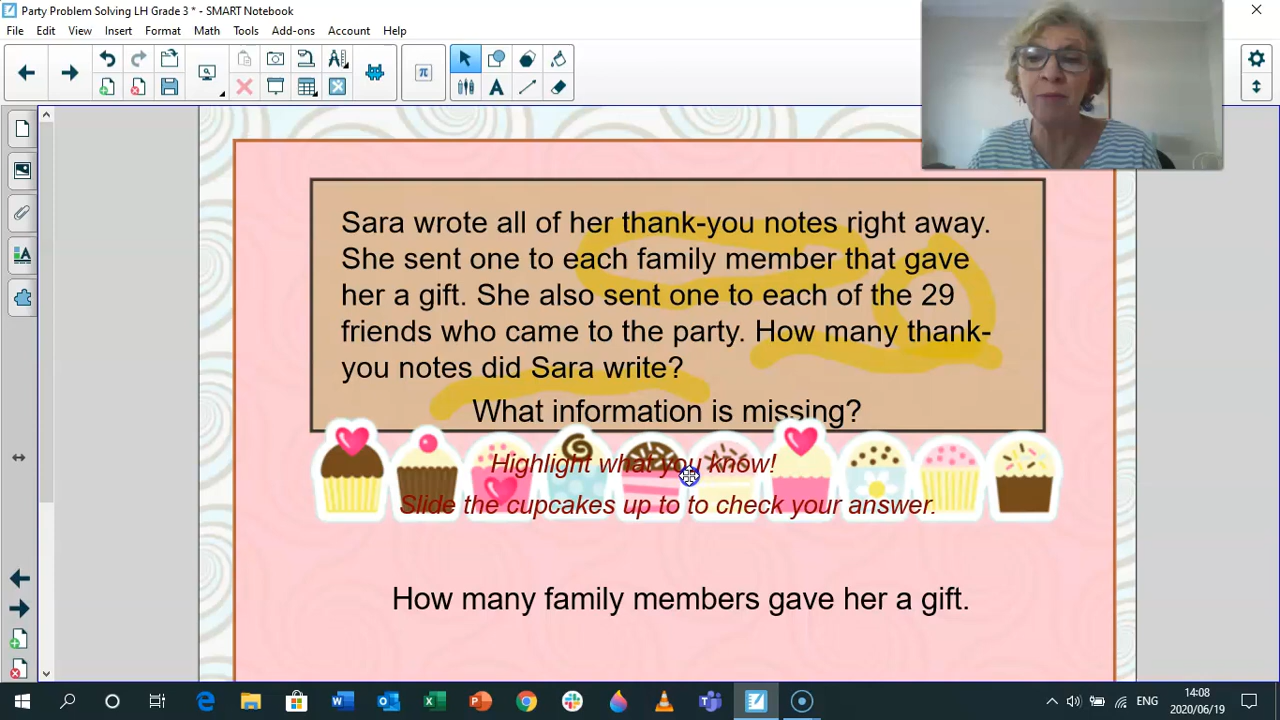 Party Problem Solving LH Grade 3 * - SMART Notebook
File Edit View Insert Format Math Tools Add-ons Account Help
Sara wrote all of her thank-you notes right away.
She sent one to each family member that gave
her a gift. She also sent one to each of the 29
friends who came to the party. How many thank-
you notes did Sara write?
What information is missing?
Highlight what you know!
Slide the cupcakes up to to check your answer.
How many family members gave her a gift.
ENG
14:08
2020/06/19